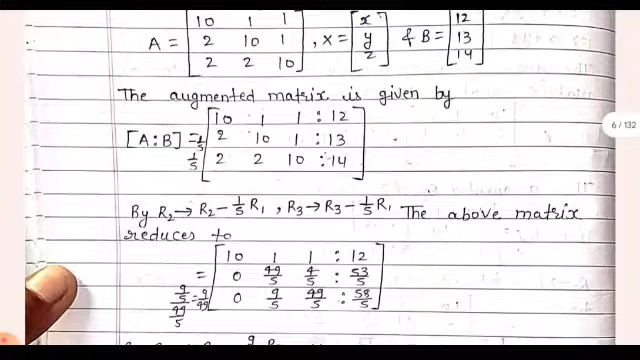 A = [10 1 1
2 10 1
2 2 10] , X = [x
y
z] & B = [12
13
14]
The augmented matrix is given by
[A:B] = [10 1 1 : 12
1/5 2 10 1 : 13
1/5 2 2 10 : 14]
By R2 → R2 - 1/5 R1 , R3 → R3 - 1/5 R1 The above matrix
reduces to
= [10 1 1 : 12
0 49/5 4/5 : 53/5
0 9/5 49/5 : 58/5]
9/5 / 49/5 = 9/49
6/132